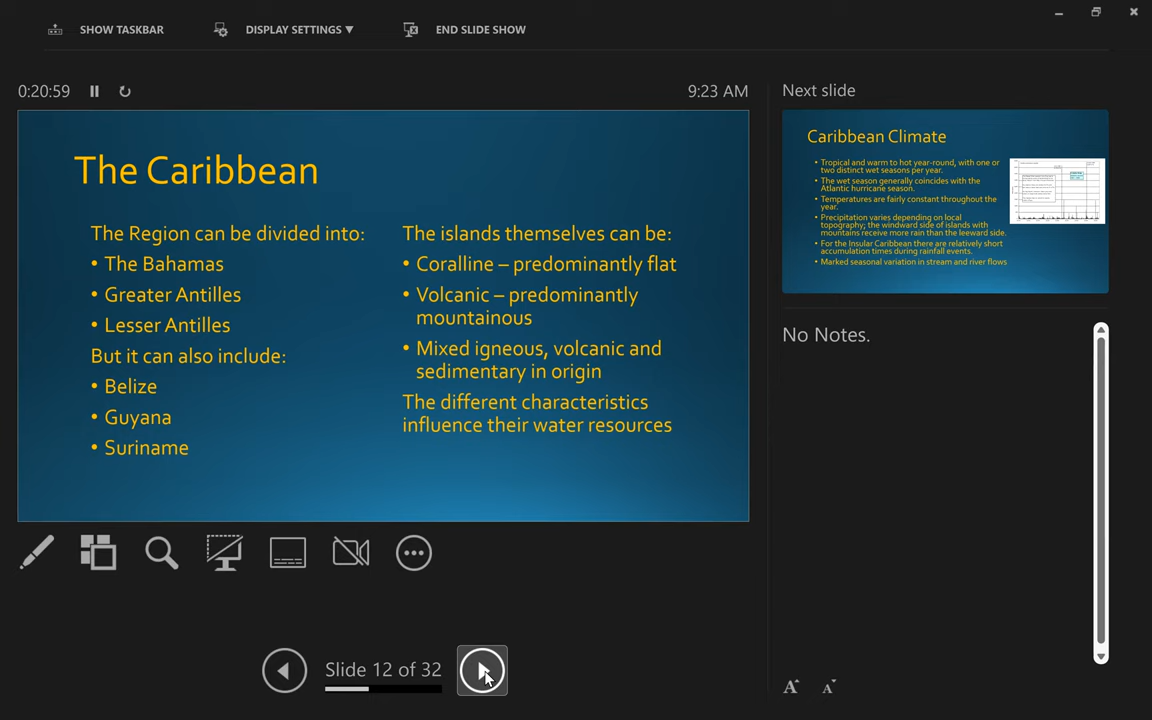 SHOW TASKBAR
DISPLAY SETTINGS ▼
END SLIDE SHOW
0:20:59
9:23 AM
The Caribbean
The Region can be divided into:
• The Bahamas
• Greater Antilles
• Lesser Antilles
But it can also include:
• Belize
• Guyana
• Suriname
The islands themselves can be:
• Coralline – predominantly flat
• Volcanic – predominantly
mountainous
• Mixed igneous, volcanic and
sedimentary in origin
The different characteristics
influence their water resources
Slide 12 of 32
Next slide
Caribbean Climate
• Tropical and warm to hot year-round, with one or
two distinct wet seasons per year.
• The wet season generally coincides with the
Atlantic hurricane season.
• Temperatures are fairly constant throughout the
year.
• Precipitation varies depending on local
topography; the windward side of islands with
mountains receive more rain than the leeward side.
• For the Insular Caribbean there are relatively short
accumulation times during rainfall events.
• Marked seasonal variation in stream and river flows
No Notes.
A A